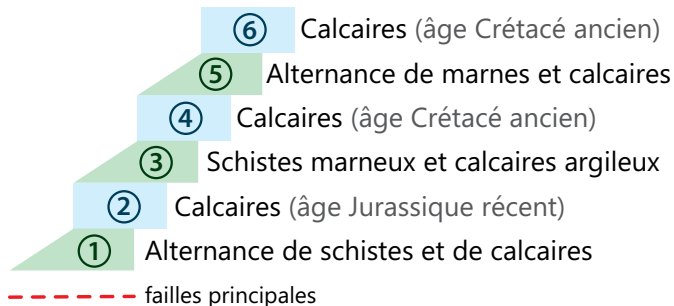 ⑥ Calcaires (âge Crétacé ancien)
⑤ Alternance de marnes et calcaires
④ Calcaires (âge Crétacé ancien)
③ Schistes marneux et calcaires argileux
② Calcaires (âge Jurassique récent)
① Alternance de schistes et de calcaires
failles principales